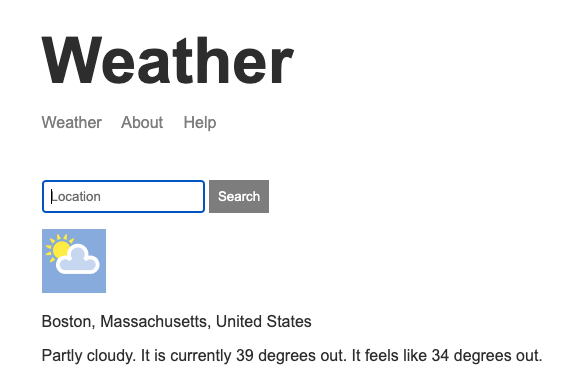 Weather
Weather About Help
Location Search
Boston, Massachusetts, United States
Partly cloudy. It is currently 39 degrees out. It feels like 34 degrees out.